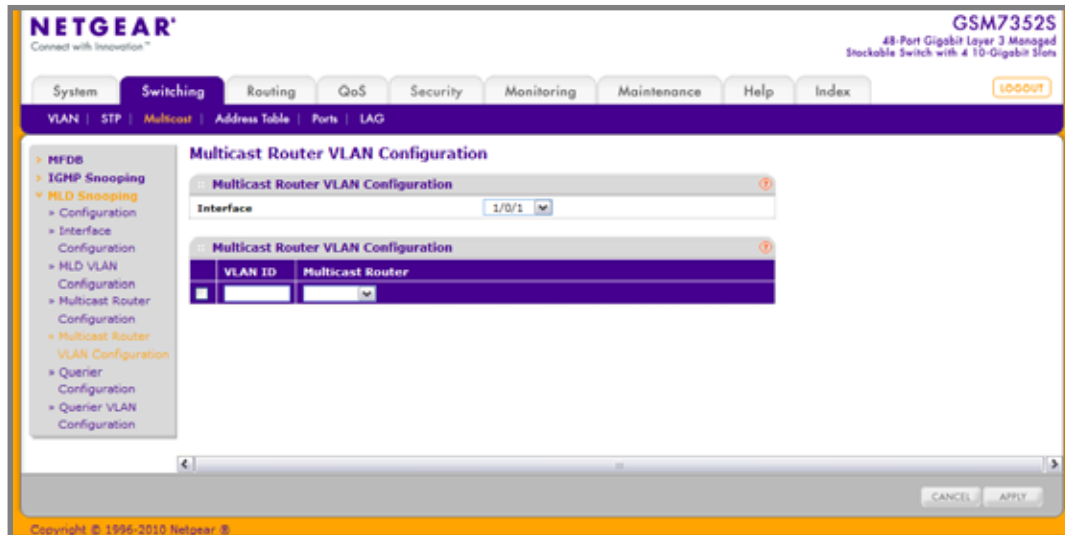 NETGEAR®
Connect with Innovation™
GSM7352S
48-Port Gigabit Layer 3 Managed
Stackable Switch with 4 10-Gigabit Slots
System Switching Routing QoS Security Monitoring Maintenance Help Index LOGOUT
VLAN | STP | Multicast | Address Table | Ports | LAG
MFDB
IGMP Snooping
MLD Snooping
» Configuration
» Interface
Configuration
» MLD VLAN
Configuration
» Multicast Router
Configuration
» Multicast Router
VLAN Configuration
» Querier
Configuration
» Querier VLAN
Configuration
Multicast Router VLAN Configuration
Multicast Router VLAN Configuration
Interface 1/0/1
Multicast Router VLAN Configuration
VLAN ID Multicast Router
CANCEL APPLY
Copyright © 1996-2010 Netgear ®